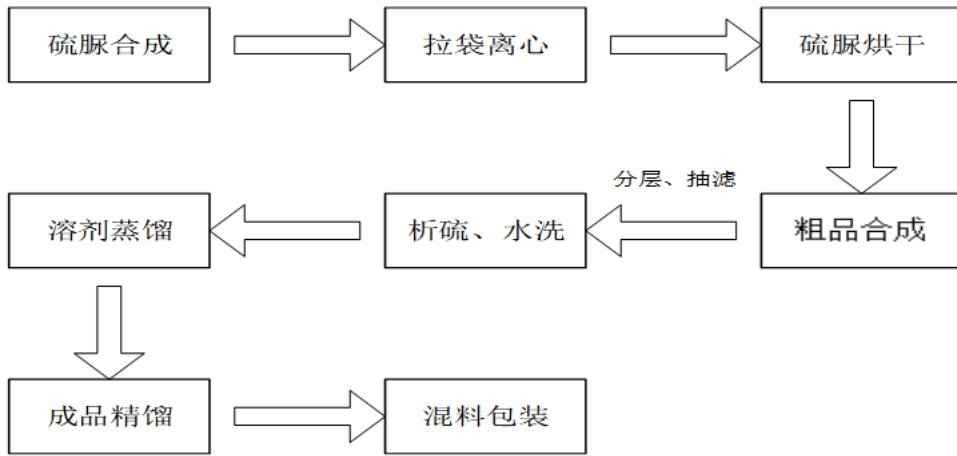 硫脲合成
拉袋离心
硫脲烘干
分层、抽滤
粗品合成
析硫、水洗
溶剂蒸馏
成品精馏
混料包装